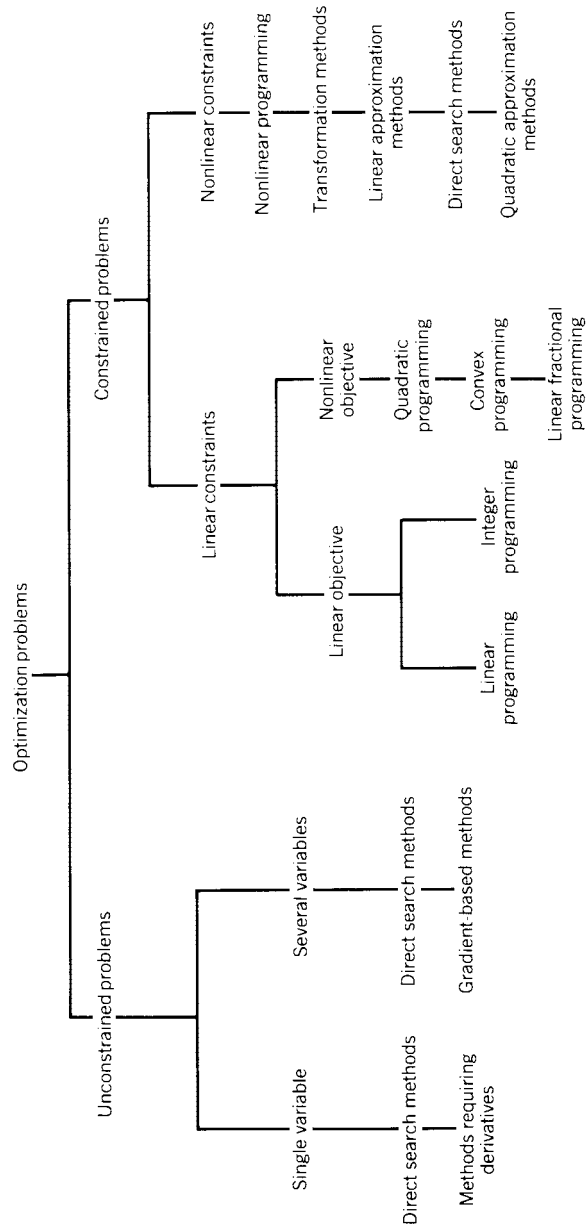 Optimization problems
Unconstrained problems
Single variable
Direct search methods
Methods requiring
derivatives
Several variables
Direct search methods
Gradient-based methods
Constrained problems
Linear constraints
Linear objective
Linear
programming
Integer
programming
Nonlinear
objective
Quadratic
programming
Convex
programming
Linear fractional
programming
Nonlinear constraints
Nonlinear programming
Transformation methods
Linear approximation
methods
Direct search methods
Quadratic approximation
methods